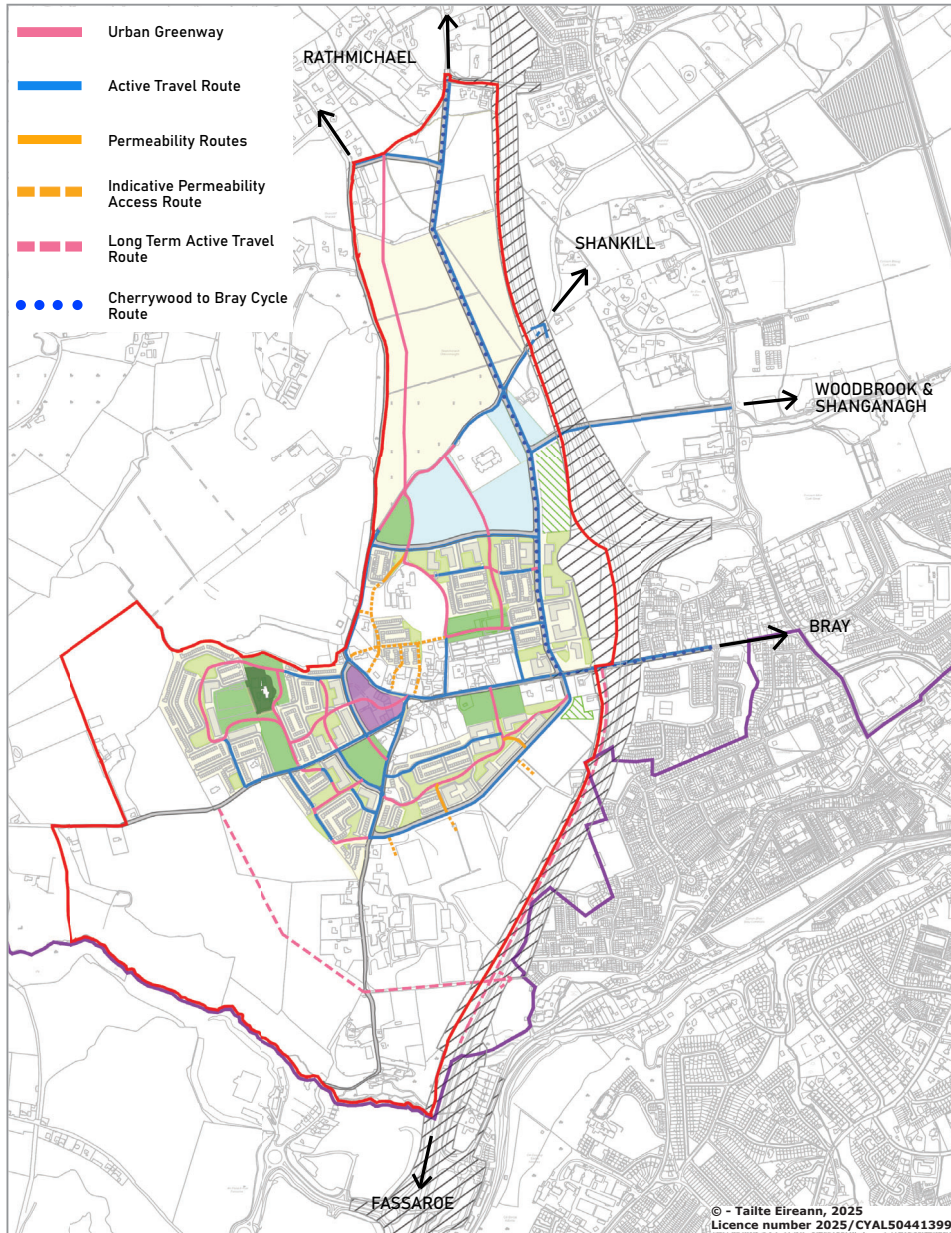 Urban Greenway
Active Travel Route
Permeability Routes
Indicative Permeability
Access Route
Long Term Active Travel
Route
Cherrywood to Bray Cycle
Route
RATHMICHAEL
SHANKILL
WOODBROOK &
SHANGANAGH
BRAY
FASSAROE
© - Tailte Eireann, 2025
Licence number 2025/CYAL50441399